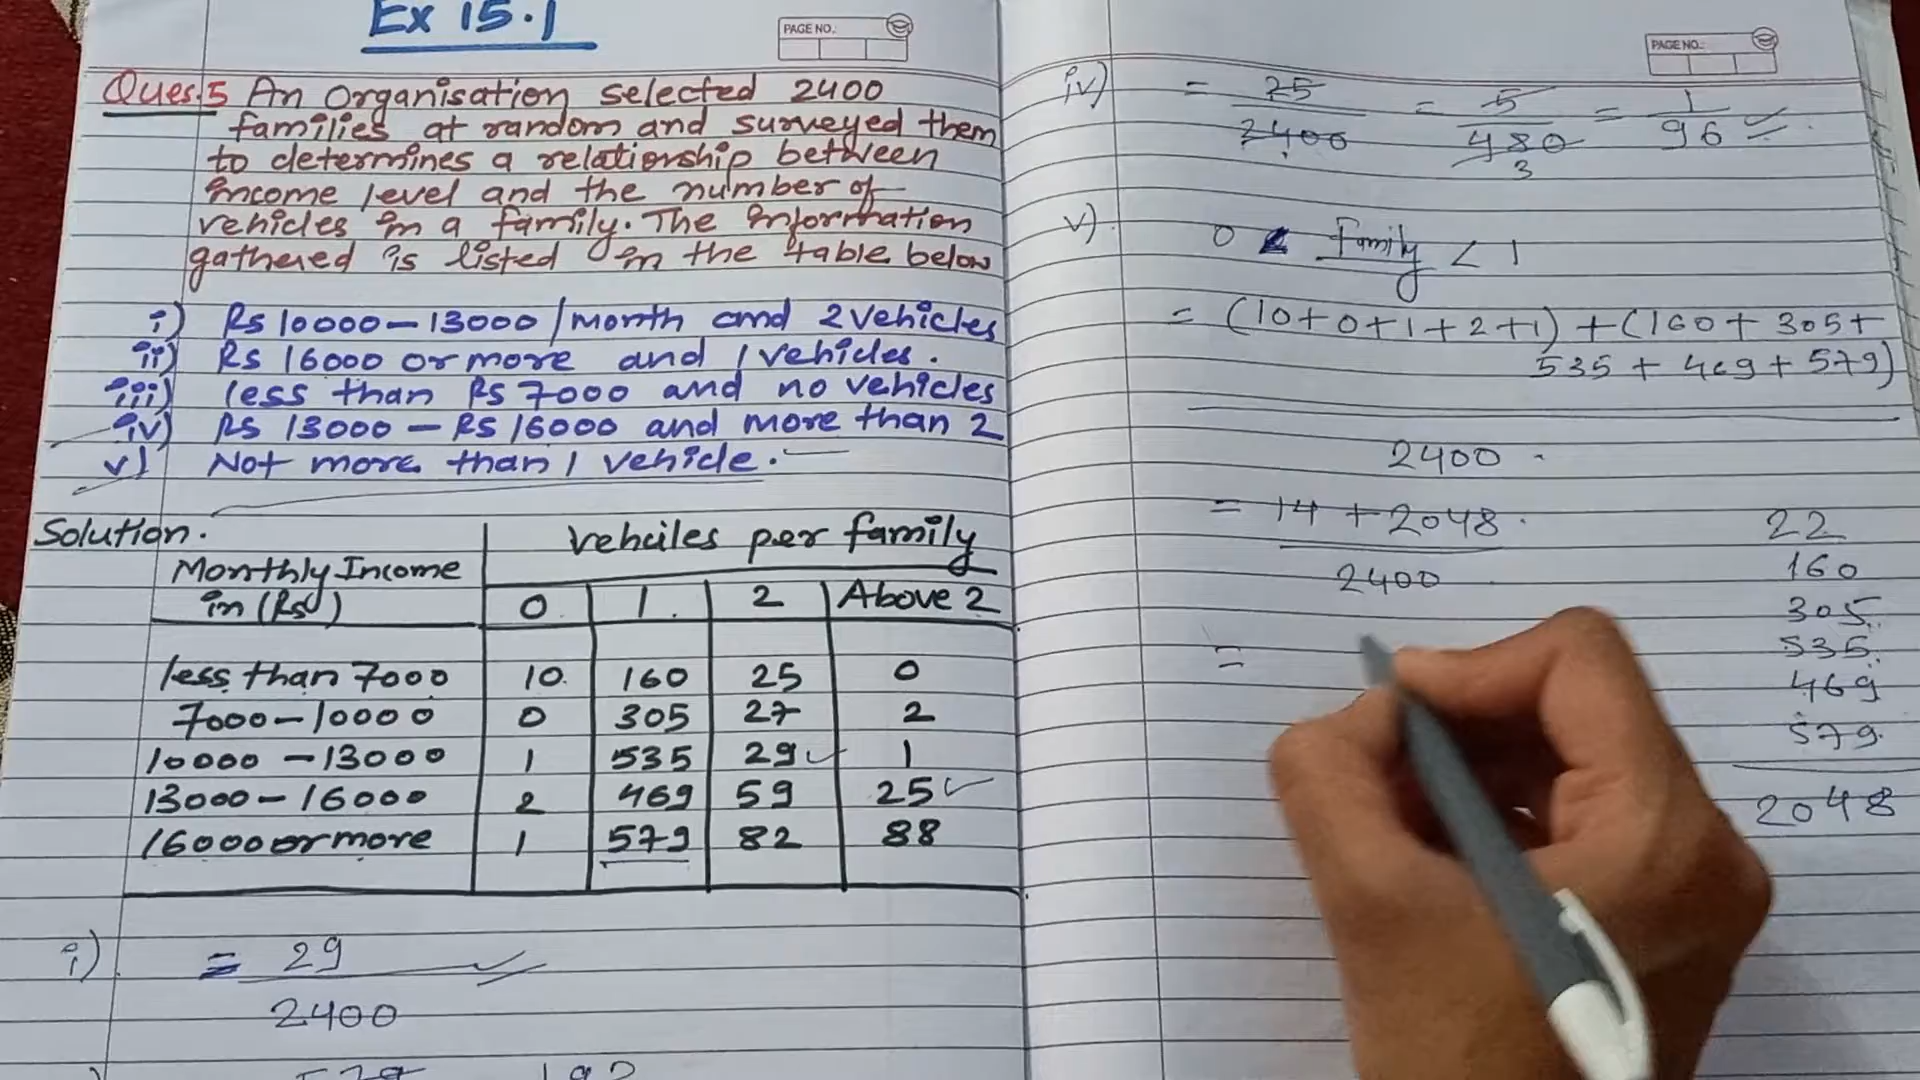 Ex 15.1
PAGE NO.:
Ques.5 An Organisation selected 2400
families at random and surveyed them
to determines a relationship between
income level and the number of
vehicles in a family. The information
gathered is listed in the table below
i) Rs 10000-13000/month and 2 vehicles
ii) Rs 16000 or more and 1 vehicles.
iii) less than Rs 7000 and no vehicles
iv) Rs 13000 - Rs 16000 and more than 2
v) Not more than 1 vehicle.
Solution.
Monthly Income in (Rs)
vehciles per family
0 1 2 Above 2
less than 7000 10 160 25 0
7000-10000 0 305 27 2
10000-13000 1 535 29 1
13000-16000 2 469 59 25
16000 or more 1 579 82 88
i) = 29
2400
PAGE NO.:
iv) = 25 = 5 = 1
2400 480 96
3
v) 0 Family < 1
= (10+0+1+2+1) + (160+305+
535+469+579)
2400
= 14 + 2048
2400
=
22
160
305
535
469
579
2048